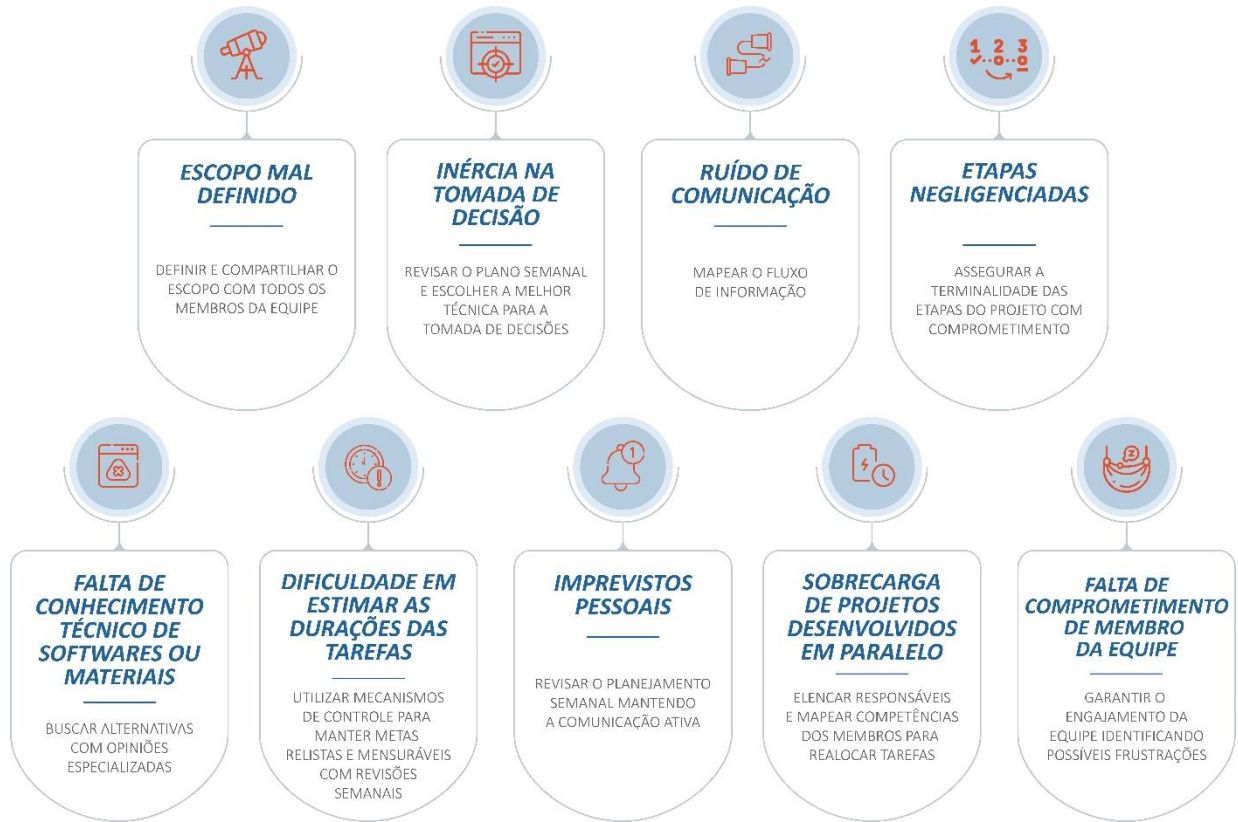 1 2 3
ESCOPO MAL
DEFINIDO
DEFINIR E COMPARTILHAR O
ESCOPO COM TODOS OS
MEMBROS DA EQUIPE
INÉRCIA NA
TOMADA DE
DECISÃO
REVISAR O PLANO SEMANAL
E ESCOLHER A MELHOR
TÉCNICA PARA A
TOMADA DE DECISÕES
RUÍDO DE
COMUNICAÇÃO
MAPEAR O FLUXO
DE INFORMAÇÃO
ETAPAS
NEGLIGENCIADAS
ASSEGURAR A
TERMINALIDADE DAS
ETAPAS DO PROJETO COM
COMPROMETIMENTO
1
Z
FALTA DE
CONHECIMENTO
TÉCNICO DE
SOFTWARES OU
MATERIAIS
BUSCAR ALTERNATIVAS
COM OPINIÕES
ESPECIALIZADAS
DIFICULDADE EM
ESTIMAR AS
DURAÇÕES DAS
TAREFAS
UTILIZAR MECANISMOS
DE CONTROLE PARA
MANTER METAS
RELISTAS E MENSURÁVEIS
COM REVISÕES
SEMANAIS
IMPREVISTOS
PESSOAIS
REVISAR O PLANEJAMENTO
SEMANAL MANTENDO
A COMUNICAÇÃO ATIVA
SOBRECARGA
DE PROJETOS
DESENVOLVIDOS
EM PARALELO
ELENCAR RESPONSÁVEIS
E MAPEAR COMPETÊNCIAS
DOS MEMBROS PARA
REALOCAR TAREFAS
FALTA DE
COMPROMETIMENTO
DE MEMBRO
DA EQUIPE
GARANTIR O
ENGAJAMENTO DA
EQUIPE IDENTIFICANDO
POSSÍVEIS FRUSTRAÇÕES